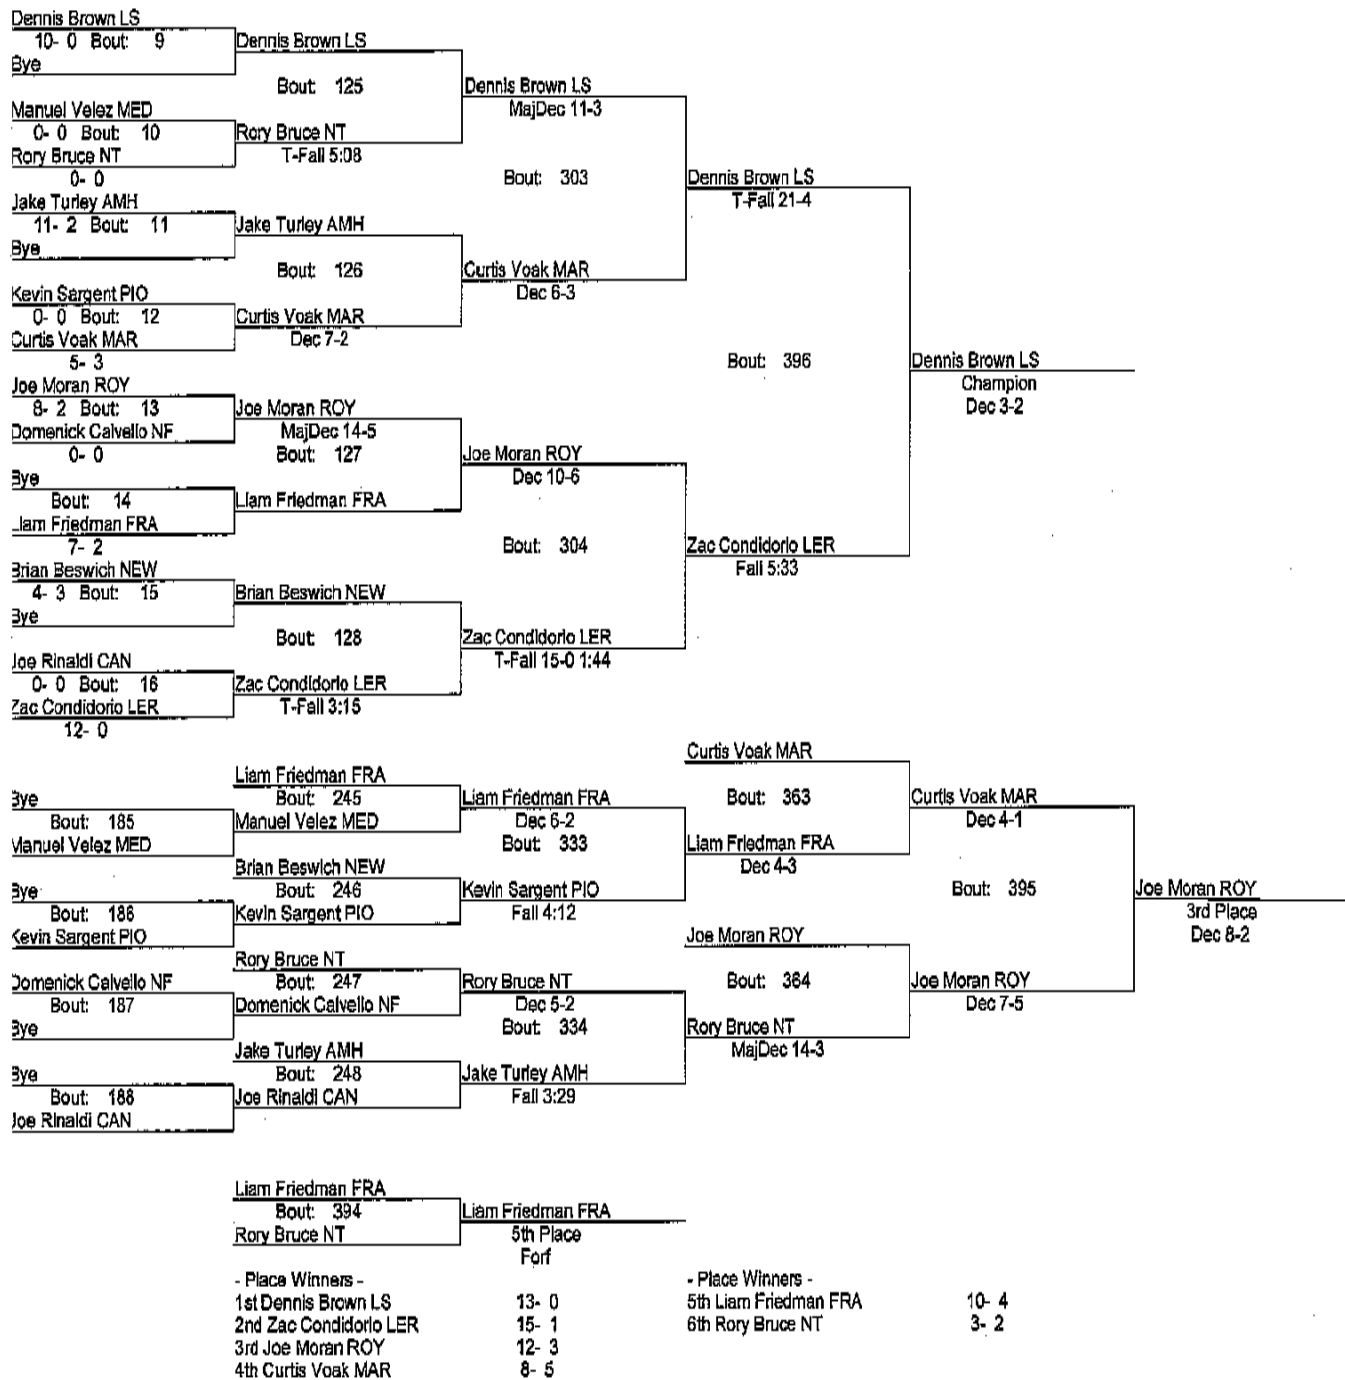 Dennis Brown LS
10- 0 Bout: 9
Dennis Brown LS
Bye
Bout: 125
Dennis Brown LS
MajDec 11-3
Manuel Velez MED
0- 0 Bout: 10
Rory Bruce NT
T-Fall 5:08
Rory Bruce NT
0- 0
Bout: 303
Dennis Brown LS
T-Fall 21-4
Jake Turley AMH
11- 2 Bout: 11
Jake Turley AMH
Bye
Bout: 126
Curtis Voak MAR
Dec 6-3
Kevin Sargent PIO
0- 0 Bout: 12
Curtis Voak MAR
Dec 7-2
Curtis Voak MAR
5- 3
Bout: 396
Dennis Brown LS
Champion
Dec 3-2
Joe Moran ROY
8- 2 Bout: 13
Joe Moran ROY
MajDec 14-5
Domenick Calvello NF
0- 0
Bout: 127
Joe Moran ROY
Dec 10-6
Bye
Bout: 14
Liam Friedman FRA
Liam Friedman FRA
7- 2
Bout: 304
Zac Condidorio LER
Fall 5:33
Brian Beswich NEW
4- 3 Bout: 15
Brian Beswich NEW
Bye
Bout: 128
Zac Condidorio LER
T-Fall 15-0 1:44
Joe Rinaldi CAN
0- 0 Bout: 16
Zac Condidorio LER
T-Fall 3:15
Zac Condidorio LER
12- 0
Curtis Voak MAR
Liam Friedman FRA
Bye
Bout: 245
Liam Friedman FRA
Dec 6-2
Bout: 363
Curtis Voak MAR
Dec 4-1
Bout: 185
Manuel Velez MED
Manuel Velez MED
Bout: 333
Liam Friedman FRA
Dec 4-3
Brian Beswich NEW
Bye
Bout: 246
Kevin Sargent PIO
Fall 4:12
Bout: 395
Joe Moran ROY
3rd Place
Dec 8-2
Bout: 186
Kevin Sargent PIO
Kevin Sargent PIO
Joe Moran ROY
Rory Bruce NT
Domenick Calvello NF
Bout: 247
Rory Bruce NT
Dec 5-2
Bout: 364
Joe Moran ROY
Dec 7-5
Bout: 187
Domenick Calvello NF
Bye
Bout: 334
Rory Bruce NT
MajDec 14-3
Jake Turley AMH
Bye
Bout: 248
Jake Turley AMH
Fall 3:29
Bout: 188
Joe Rinaldi CAN
Joe Rinaldi CAN
Liam Friedman FRA
Bout: 394
Liam Friedman FRA
5th Place
Forf
Rory Bruce NT
- Place Winners -
1st Dennis Brown LS 13- 0
2nd Zac Condidorio LER 15- 1
3rd Joe Moran ROY 12- 3
4th Curtis Voak MAR 8- 5
- Place Winners -
5th Liam Friedman FRA 10- 4
6th Rory Bruce NT 3- 2